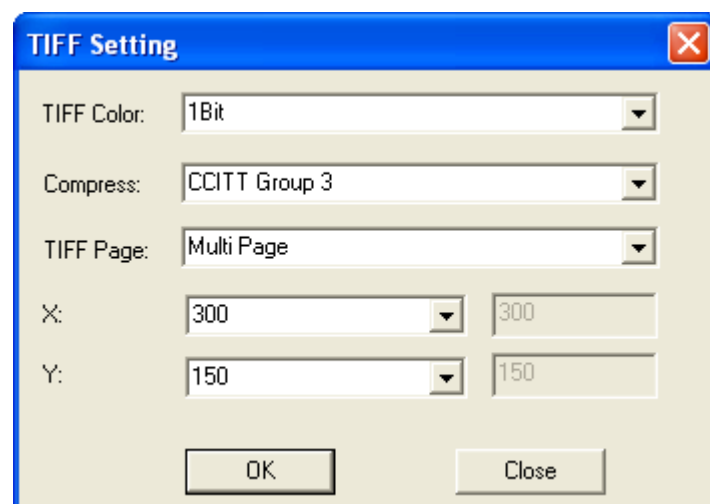 TIFF Setting
TIFF Color: 1Bit
Compress: CCITT Group 3
TIFF Page: Multi Page
X: 300 300
Y: 150 150
OK Close